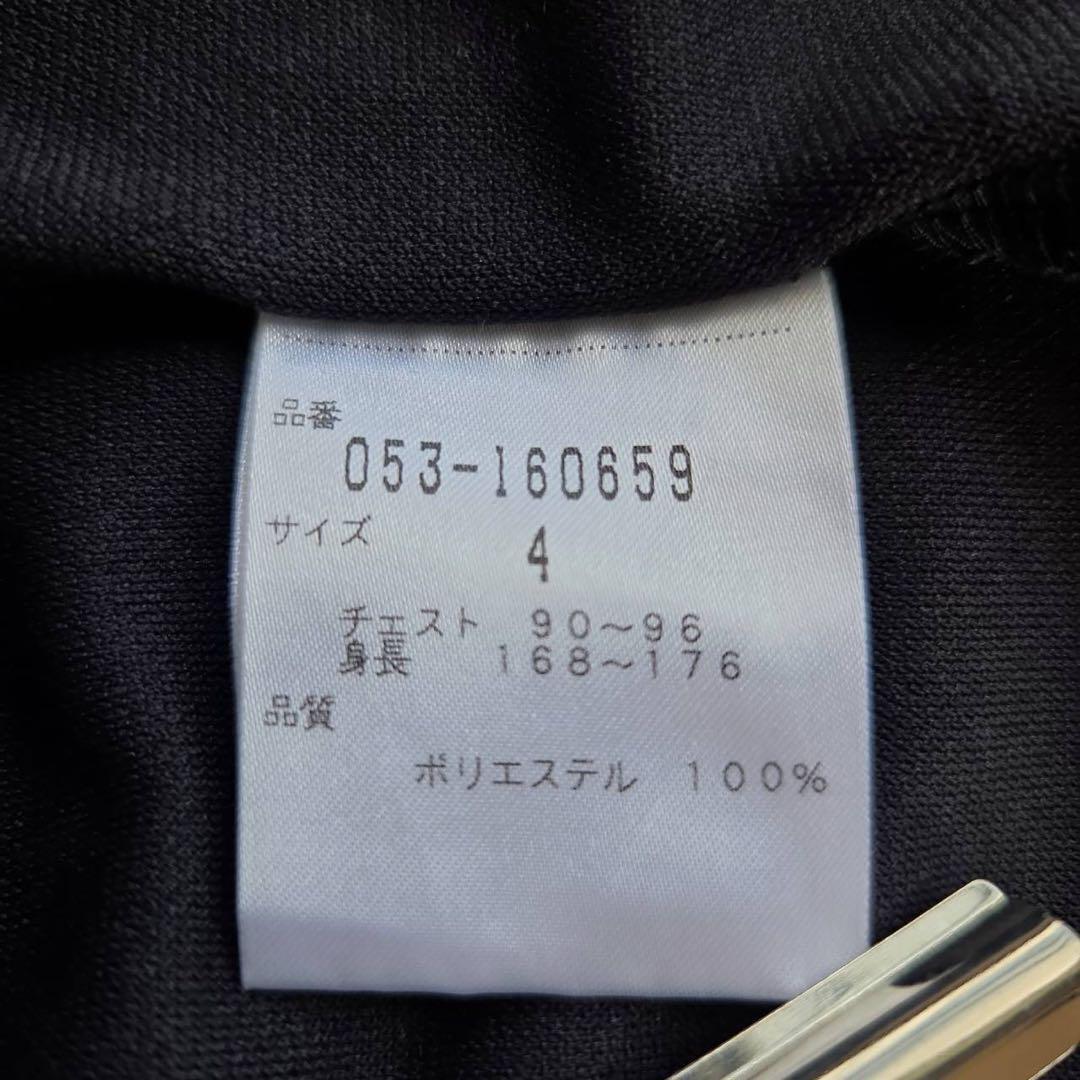 品番
053-160659
サイズ
4
チェスト 90～96
身長 168～176
品質
ポリエステル 100%